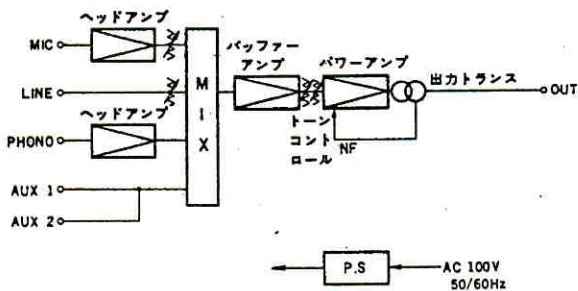 ヘッドアンプ
MIC
LINE
ヘッドアンプ
PHONO
AUX 1
AUX 2
M
I
X
バッファー
アンプ
トーン
コント
ロール
パワーアンプ
NF
出力トランス
OUT
P.S
AC 100V
50/60Hz